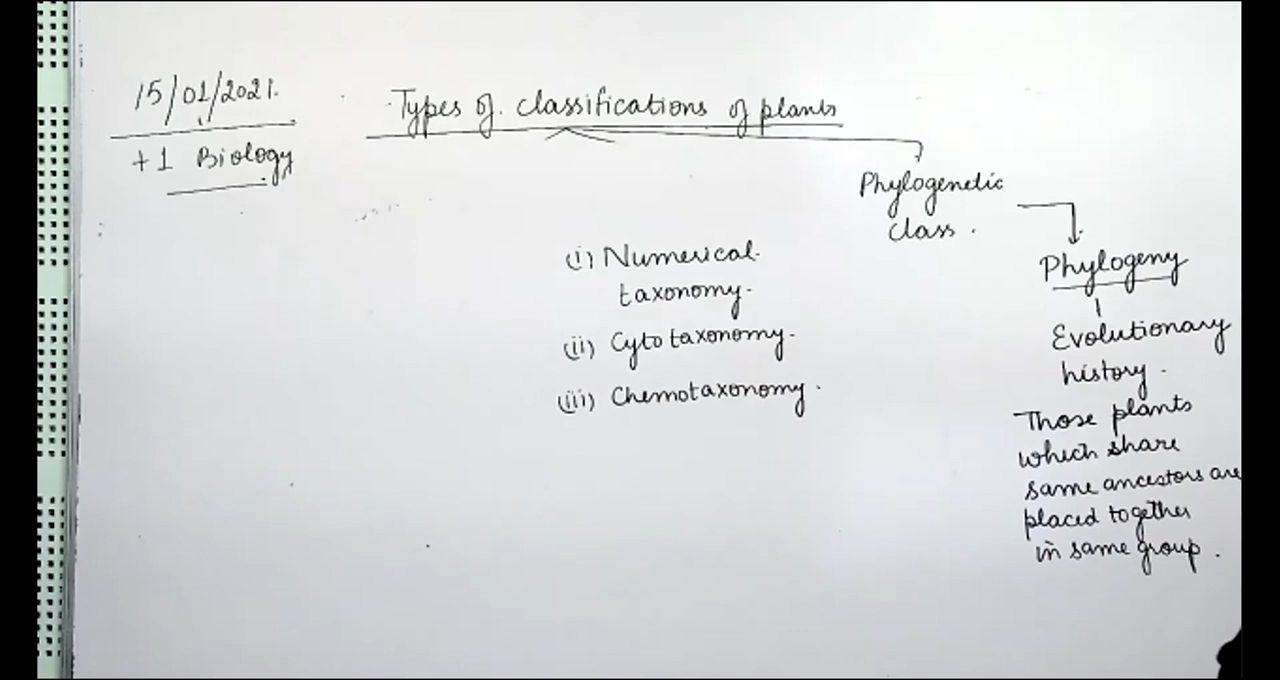 15/01/2021.
+1 Biology
Types of classifications of plants
Phylogenetic
class.
(i) Numerical
taxonomy.
(ii) Cytotaxonomy.
(iii) Chemotaxonomy.
Phylogeny
Evolutionary
history.
Those plants
which share
same ancestors are
placed together
in same group.